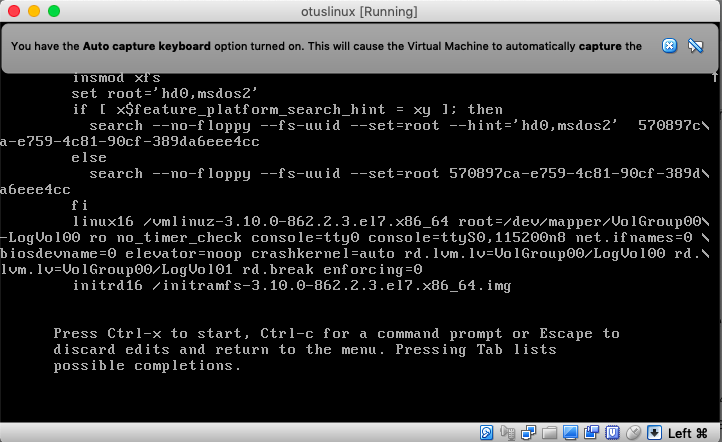 otuslinux [Running]
You have the Auto capture keyboard option turned on. This will cause the Virtual Machine to automatically capture the
insmod xfs
set root='hd0,msdos2'
if [ x$feature_platform_search_hint = xy ]; then
search --no-floppy --fs-uuid --set=root --hint='hd0,msdos2'  570897c\
a-e759-4c81-90cf-389da6eee4cc
else
search --no-floppy --fs-uuid --set=root 570897ca-e759-4c81-90cf-389d\
a6eee4cc
fi
linux16 /vmlinuz-3.10.0-862.2.3.el7.x86_64 root=/dev/mapper/VolGroup00\
-LogVol00 ro no_timer_check console=tty0 console=ttyS0,115200n8 net.ifnames=0 \
biosdevname=0 elevator=noop crashkernel=auto rd.lvm.lv=VolGroup00/LogVol00 rd.\
lvm.lv=VolGroup00/LogVol01 rd.break enforcing=0
initrd16 /initramfs-3.10.0-862.2.3.el7.x86_64.img
Press Ctrl-x to start, Ctrl-c for a command prompt or Escape to
discard edits and return to the menu. Pressing Tab lists
possible completions.
Left ⌘